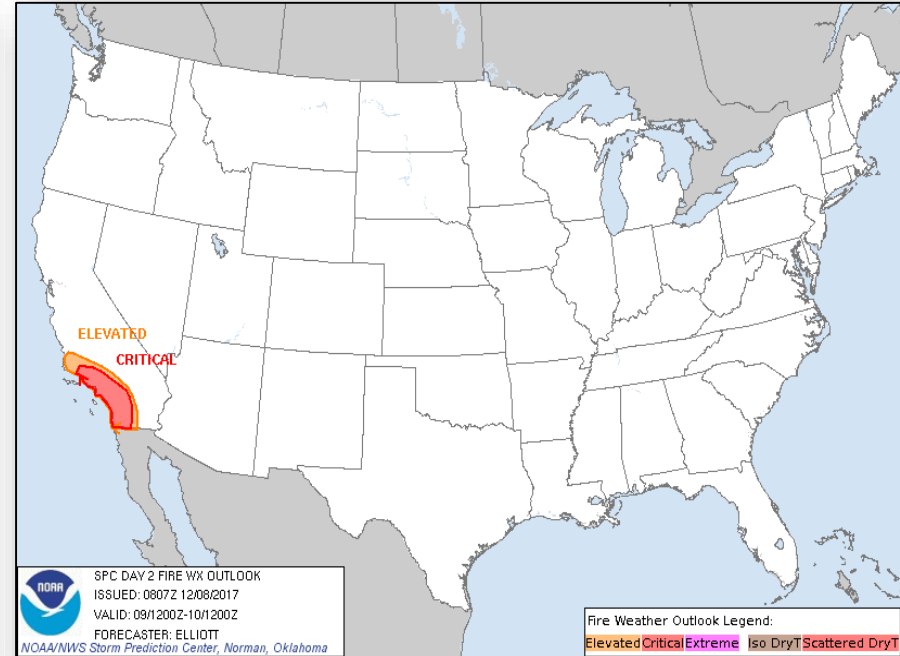 ELEVATED
CRITICAL
NOAA
SPC DAY 2 FIRE WX OUTLOOK
ISSUED: 0807Z 12/08/2017
VALID: 09/1200Z-10/1200Z
FORECASTER: ELLIOTT
NOAA/NWS Storm Prediction Center, Norman, Oklahoma
Fire Weather Outlook Legend:
Elevated Critical Extreme Iso DryT Scattered DryT